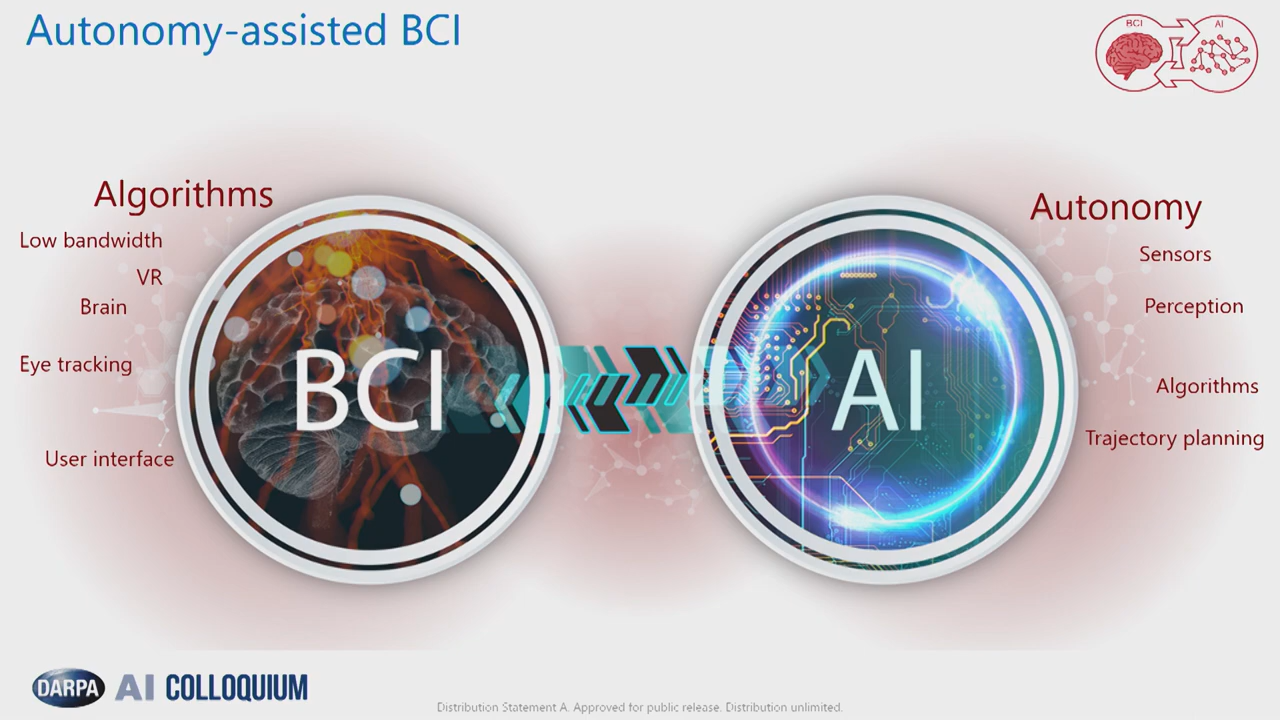 Autonomy-assisted BCI
BCI
AI
Algorithms
Low bandwidth
VR
Brain
Eye tracking
User interface
BCI
AI
Autonomy
Sensors
Perception
Algorithms
Trajectory planning
DARPA AI COLLOQUIUM
Distribution Statement A. Approved for public release. Distribution unlimited.